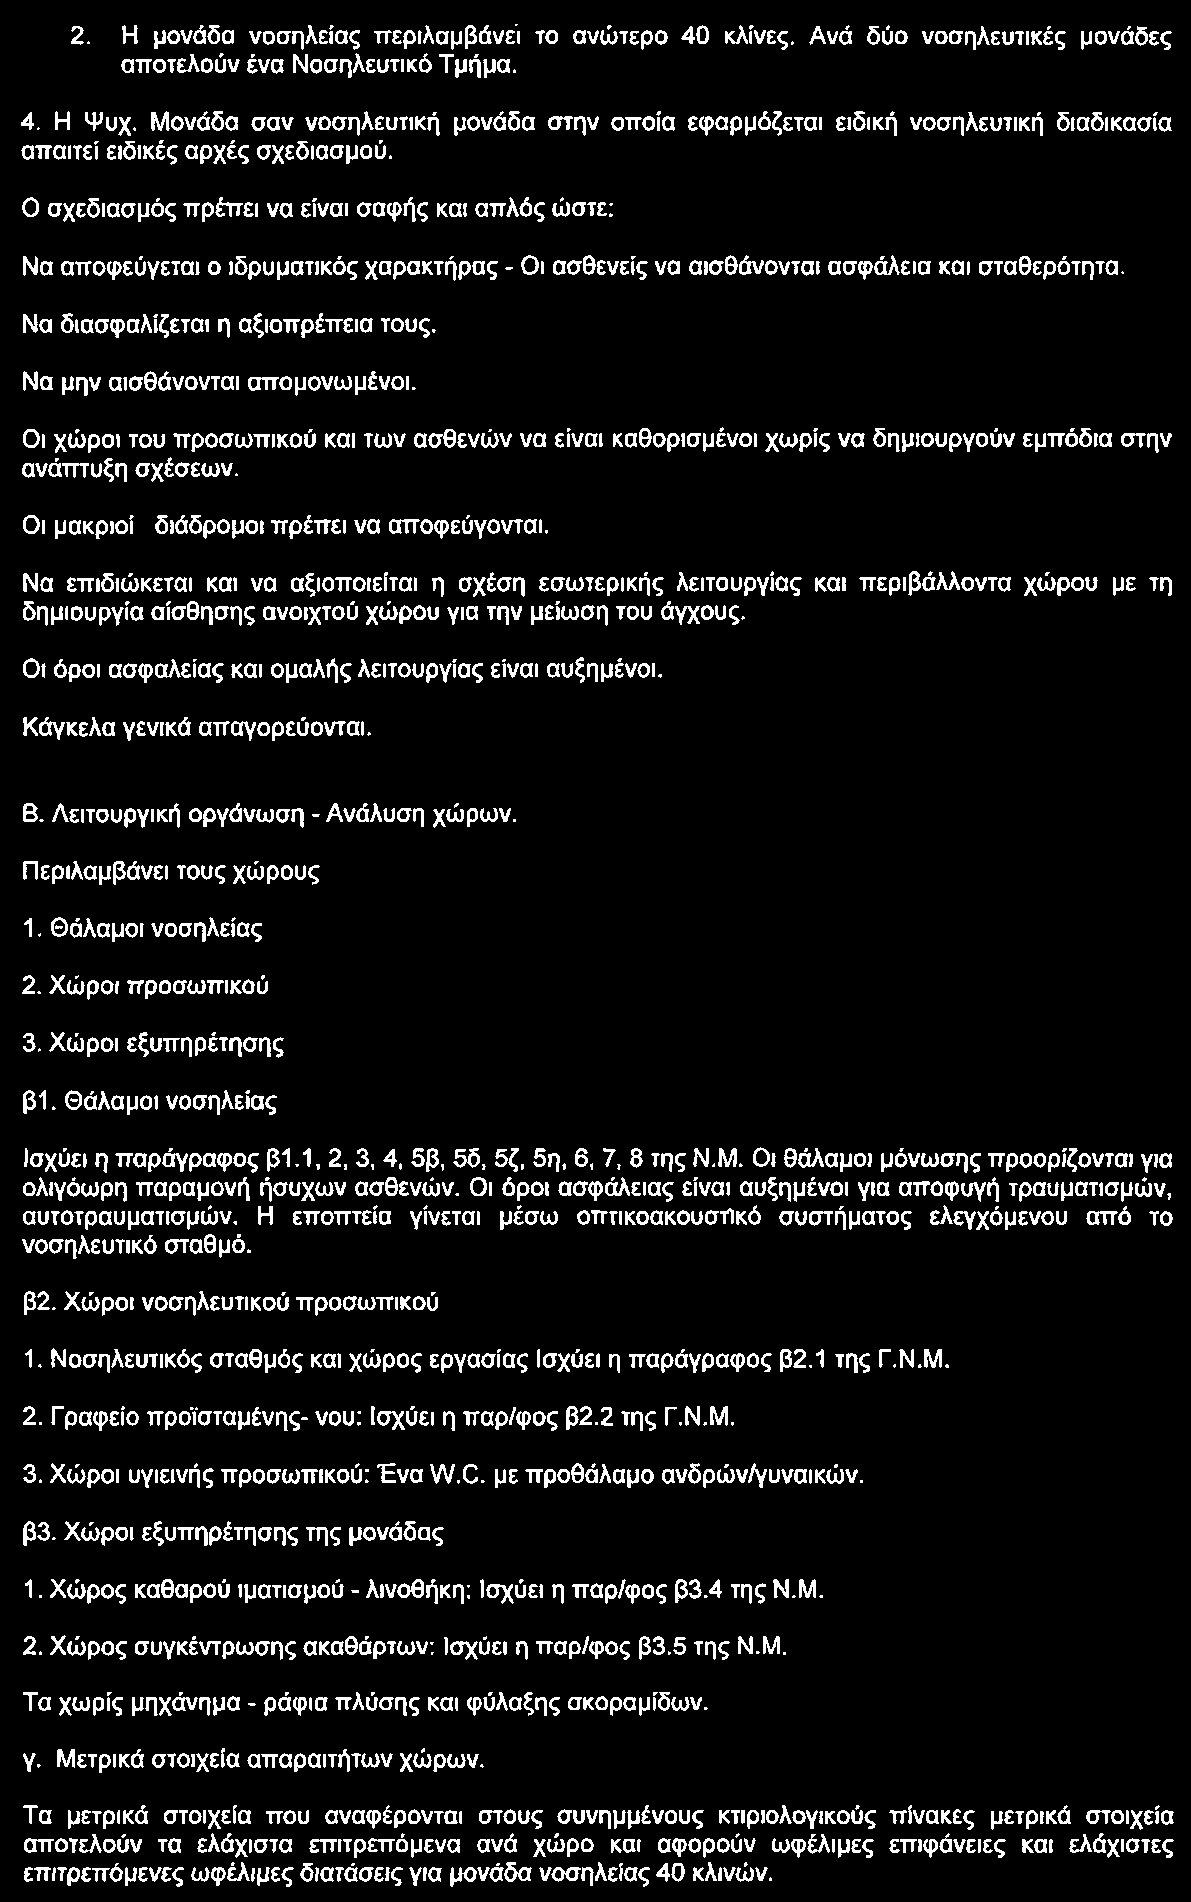 2. Η μονάδα νοσηλείας περιλαμβάνει το ανώτερο 40 κλίνες. Ανά δύο νοσηλευτικές μονάδες
αποτελούν ένα Νοσηλευτικό Τμήμα.
4. Η Ψυχ. Μονάδα σαν νοσηλευτική μονάδα στην οποία εφαρμόζεται ειδική νοσηλευτική διαδικασία
απαιτεί ειδικές αρχές σχεδιασμού.
Ο σχεδιασμός πρέπει να είναι σαφής και απλός ώστε:
Να αποφεύγεται ο ιδρυματικός χαρακτήρας - Οι ασθενείς να αισθάνονται ασφάλεια και σταθερότητα.
Να διασφαλίζεται η αξιοπρέπεια τους.
Να μην αισθάνονται απομονωμένοι.
Οι χώροι του προσωπικού και των ασθενών να είναι καθορισμένοι χωρίς να δημιουργούν εμπόδια στην
ανάπτυξη σχέσεων.
Οι μακριοί διάδρομοι πρέπει να αποφεύγονται.
Να επιδιώκεται και να αξιοποιείται η σχέση εσωτερικής λειτουργίας και περιβάλλοντα χώρου με τη
δημιουργία αίσθησης ανοιχτού χώρου για την μείωση του άγχους.
Οι όροι ασφαλείας και ομαλής λειτουργίας είναι αυξημένοι.
Κάγκελα γενικά απαγορεύονται.
Β. Λειτουργική οργάνωση - Ανάλυση χώρων.
Περιλαμβάνει τους χώρους
1. Θάλαμοι νοσηλείας
2. Χώροι προσωπικού
3. Χώροι εξυπηρέτησης
β1. Θάλαμοι νοσηλείας
Ισχύει η παράγραφος β1.1, 2, 3, 4, 5β, 5δ, 5ζ, 5η, 6, 7, 8 της Ν.Μ. Οι θάλαμοι μόνωσης προορίζονται για
ολιγόωρη παραμονή ήσυχων ασθενών. Οι όροι ασφάλειας είναι αυξημένοι για αποφυγή τραυματισμών,
αυτοτραυματισμών. Η εποπτεία γίνεται μέσω οπτικοακουστικό συστήματος ελεγχόμενου από το
νοσηλευτικό σταθμό.
β2. Χώροι νοσηλευτικού προσωπικού
1. Νοσηλευτικός σταθμός και χώρος εργασίας Ισχύει η παράγραφος β2.1 της Γ.Ν.Μ.
2. Γραφείο προϊσταμένης- νου: Ισχύει η παρ/φος β2.2 της Γ.Ν.Μ.
3. Χώροι υγιεινής προσωπικού: Ένα W.C. με προθάλαμο ανδρών/γυναικών.
β3. Χώροι εξυπηρέτησης της μονάδας
1. Χώρος καθαρού ιματισμού - λινοθήκη: Ισχύει η παρ/φος β3.4 της Ν.Μ.
2. Χώρος συγκέντρωσης ακαθάρτων: Ισχύει η παρ/φος β3.5 της Ν.Μ.
Τα χωρίς μηχάνημα - ράφια πλύσης και φύλαξης σκοραμίδων.
γ. Μετρικά στοιχεία απαραιτήτων χώρων.
Τα μετρικά στοιχεία που αναφέρονται στους συνημμένους κτιριολογικούς πίνακες μετρικά στοιχεία
αποτελούν τα ελάχιστα επιτρεπόμενα ανά χώρο και αφορούν ωφέλιμες επιφάνειες και ελάχιστες
επιτρεπόμενες ωφέλιμες διατάσεις για μονάδα νοσηλείας 40 κλινών.